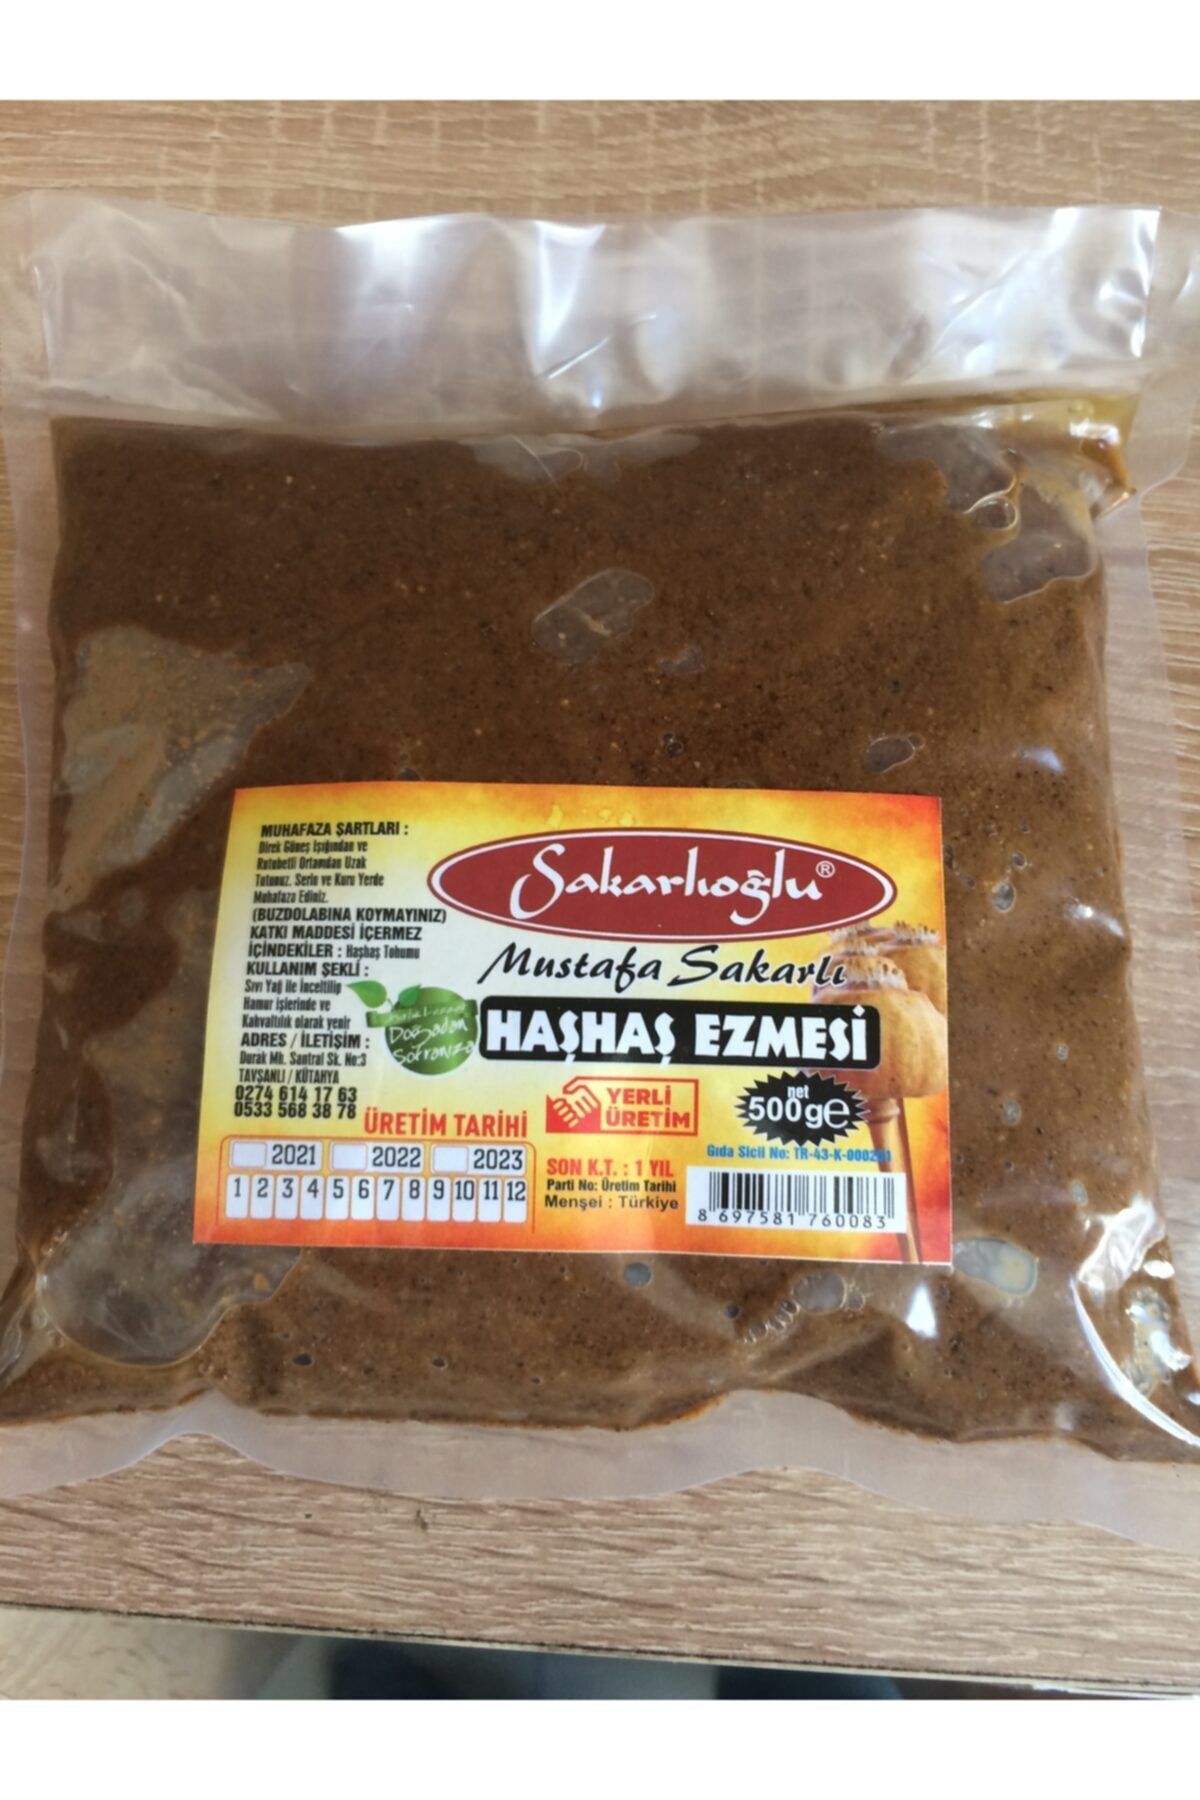 MUHAFAZA ŞARTLARI :
Direk Güneş Işığından ve
Rutubetli Ortamdan Uzak
Tutunuz. Serin ve Kuru Yerde
Muhafaza Ediniz.
(BUZDOLABINA KOYMAYINIZ)
KATKI MADDESİ İÇERMEZ
İÇİNDEKİLER : Haşhaş Tohumu
KULLANIM ŞEKLİ :
Sıvı Yağ ile İnceltilip
Hamur işlerinde ve
Kahvaltılık olarak yenir
ADRES / İLETİŞİM :
Durak Mh. Santral Sk. No:3
TAVŞANLI / KÜTAHYA
0274 614 17 63
0533 568 38 78
Doğadan
Sofranıza
Sakarlıoğlu®
Mustafa Sakarlı
HAŞHAŞ EZMESİ
YERLİ
ÜRETİM
net
500 g e
ÜRETİM TARİHİ
2021 2022 2023
1 2 3 4 5 6 7 8 9 10 11 12
SON K.T. : 1 YIL
Parti No: Üretim Tarihi
Menşei : Türkiye
Gıda Sicil No:
8 697581 760083